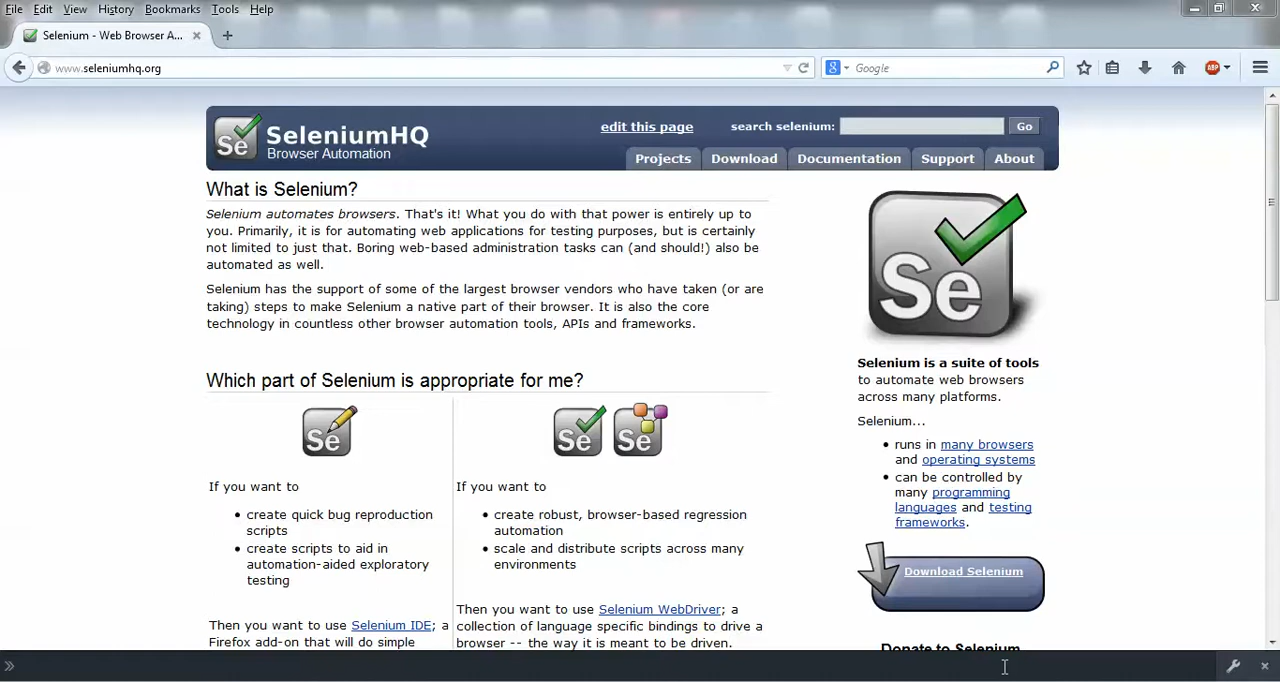 File Edit View History Bookmarks Tools Help
Selenium - Web Browser A...
www.seleniumhq.org
Google
ABP
Se SeleniumHQ
Browser Automation
edit this page search selenium: Go
Projects Download Documentation Support About
What is Selenium?
Selenium automates browsers. That's it! What you do with that power is entirely up to
you. Primarily, it is for automating web applications for testing purposes, but is certainly
not limited to just that. Boring web-based administration tasks can (and should!) also be
automated as well.
Selenium has the support of some of the largest browser vendors who have taken (or are
taking) steps to make Selenium a native part of their browser. It is also the core
technology in countless other browser automation tools, APIs and frameworks.
Which part of Selenium is appropriate for me?
Se
If you want to
• create quick bug reproduction
scripts
• create scripts to aid in
automation-aided exploratory
testing
Then you want to use Selenium IDE; a
Firefox add-on that will do simple
Se Se
If you want to
• create robust, browser-based regression
automation
• scale and distribute scripts across many
environments
Then you want to use Selenium WebDriver; a
collection of language specific bindings to drive a
browser -- the way it is meant to be driven.
Se
Selenium is a suite of tools
to automate web browsers
across many platforms.
Selenium...
• runs in many browsers
and operating systems
• can be controlled by
many programming
languages and testing
frameworks.
Download Selenium
Donate to Selenium